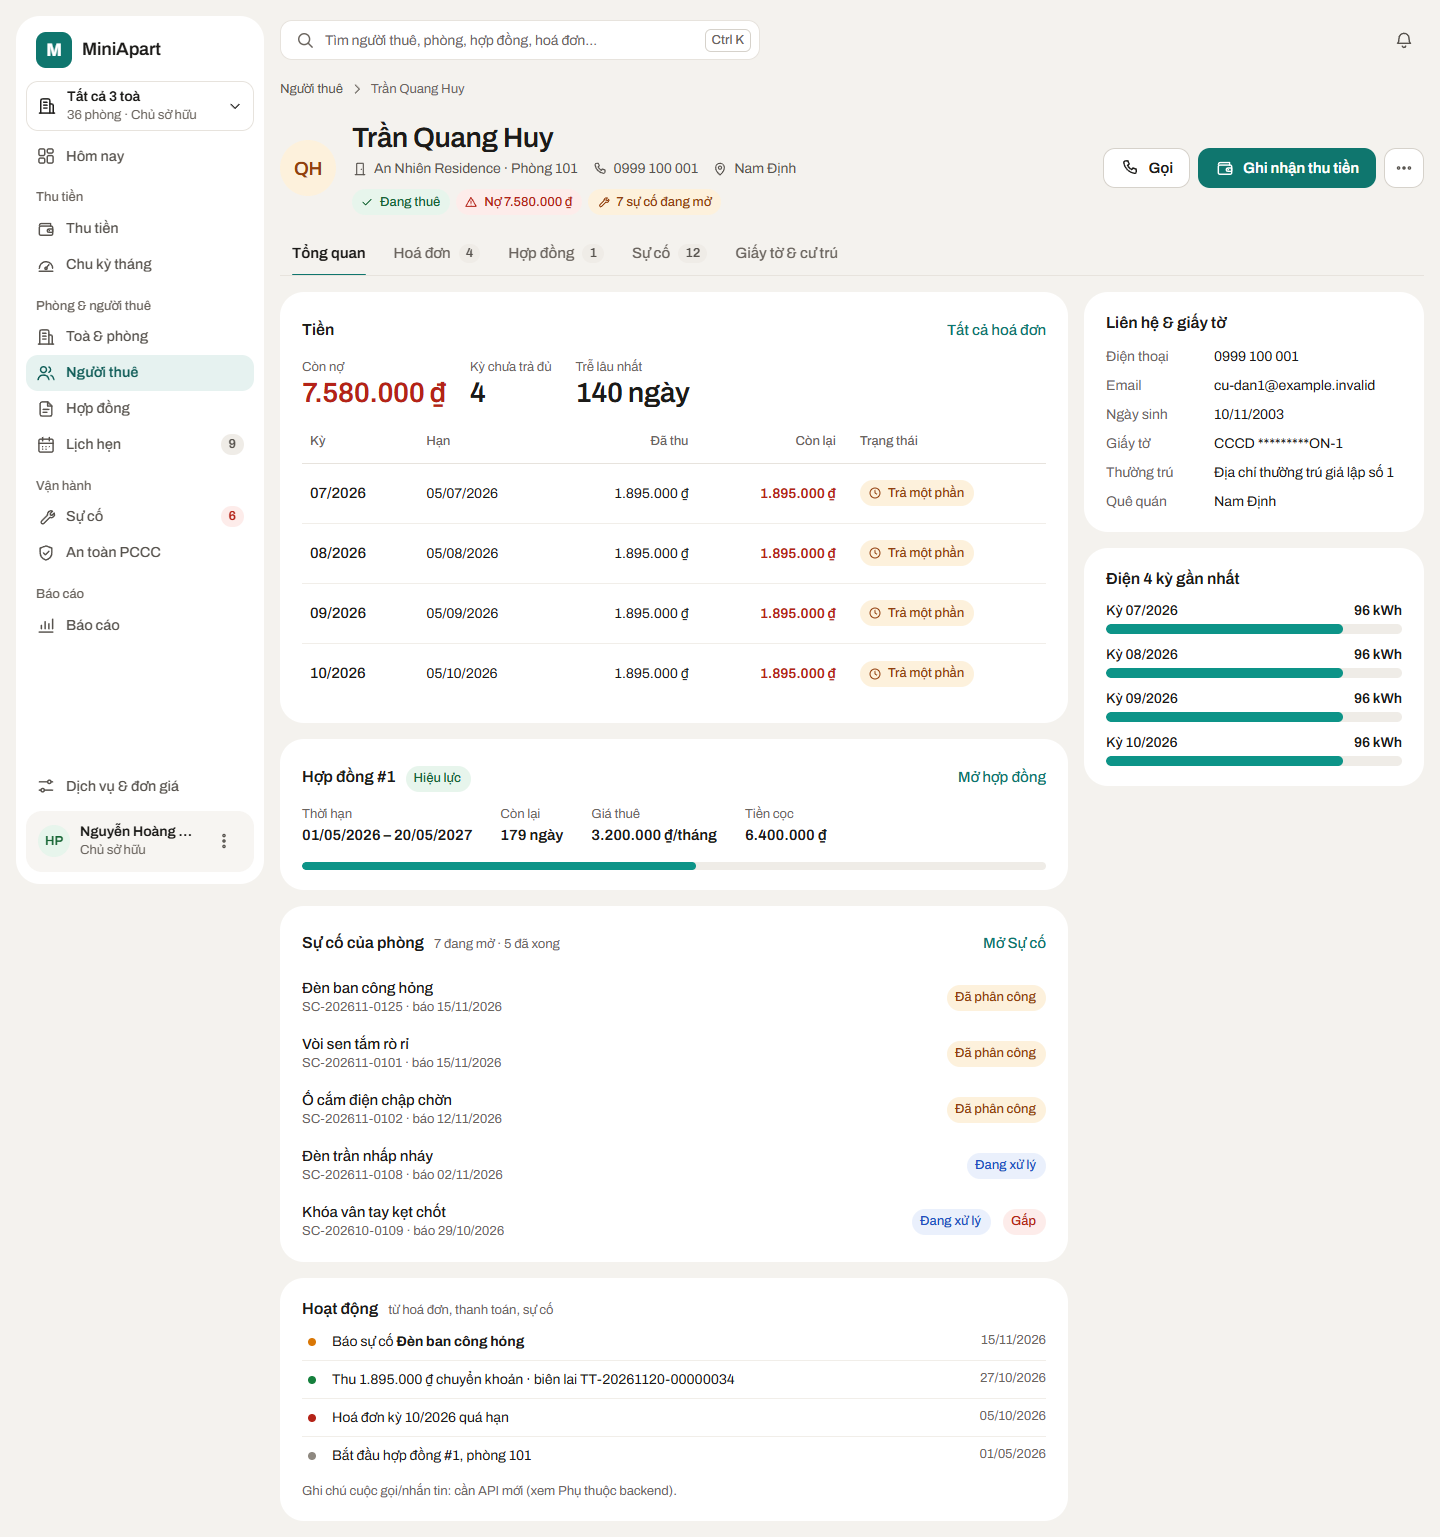 M MiniApart
Tất cả 3 toà
36 phòng · Chủ sở hữu
Hôm nay
Thu tiền
Thu tiền
Chu kỳ tháng
Phòng & người thuê
Toà & phòng
Người thuê
Hợp đồng
Lịch hẹn 9
Vận hành
Sự cố 6
An toàn PCCC
Báo cáo
Báo cáo
Dịch vụ & đơn giá
HP
Nguyễn Hoàng ...
Chủ sở hữu
Tìm người thuê, phòng, hợp đồng, hoá đơn... Ctrl K
Người thuê > Trần Quang Huy
QH
Trần Quang Huy
An Nhiên Residence · Phòng 101 0999 100 001 Nam Định
Đang thuê Nợ 7.580.000 ₫ 7 sự cố đang mở
Gọi Ghi nhận thu tiền
Tổng quan Hoá đơn 4 Hợp đồng 1 Sự cố 12 Giấy tờ & cư trú
Tiền Tất cả hoá đơn
Còn nợ Kỳ chưa trả đủ Trễ lâu nhất
7.580.000 ₫ 4 140 ngày
Kỳ Hạn Đã thu Còn lại Trạng thái
07/2026 05/07/2026 1.895.000 ₫ 1.895.000 ₫ Trả một phần
08/2026 05/08/2026 1.895.000 ₫ 1.895.000 ₫ Trả một phần
09/2026 05/09/2026 1.895.000 ₫ 1.895.000 ₫ Trả một phần
10/2026 05/10/2026 1.895.000 ₫ 1.895.000 ₫ Trả một phần
Hợp đồng #1 Hiệu lực Mở hợp đồng
Thời hạn Còn lại Giá thuê Tiền cọc
01/05/2026 – 20/05/2027 179 ngày 3.200.000 ₫/tháng 6.400.000 ₫
Sự cố của phòng 7 đang mở · 5 đã xong Mở Sự cố
Đèn ban công hỏng
SC-202611-0125 · báo 15/11/2026 Đã phân công
Vòi sen tắm rò rỉ
SC-202611-0101 · báo 15/11/2026 Đã phân công
Ổ cắm điện chập chờn
SC-202611-0102 · báo 12/11/2026 Đã phân công
Đèn trần nhấp nháy
SC-202611-0108 · báo 02/11/2026 Đang xử lý
Khóa vân tay kẹt chốt
SC-202610-0109 · báo 29/10/2026 Đang xử lý Gấp
Hoạt động từ hoá đơn, thanh toán, sự cố
Báo sự cố Đèn ban công hỏng 15/11/2026
Thu 1.895.000 ₫ chuyển khoản · biên lai TT-20261120-00000034 27/10/2026
Hoá đơn kỳ 10/2026 quá hạn 05/10/2026
Bắt đầu hợp đồng #1, phòng 101 01/05/2026
Ghi chú cuộc gọi/nhắn tin: cần API mới (xem Phụ thuộc backend).
Liên hệ & giấy tờ
Điện thoại 0999 100 001
Email cu-dan1@example.invalid
Ngày sinh 10/11/2003
Giấy tờ CCCD *********ON-1
Thường trú Địa chỉ thường trú giả lập số 1
Quê quán Nam Định
Điện 4 kỳ gần nhất
Kỳ 07/2026 96 kWh
Kỳ 08/2026 96 kWh
Kỳ 09/2026 96 kWh
Kỳ 10/2026 96 kWh